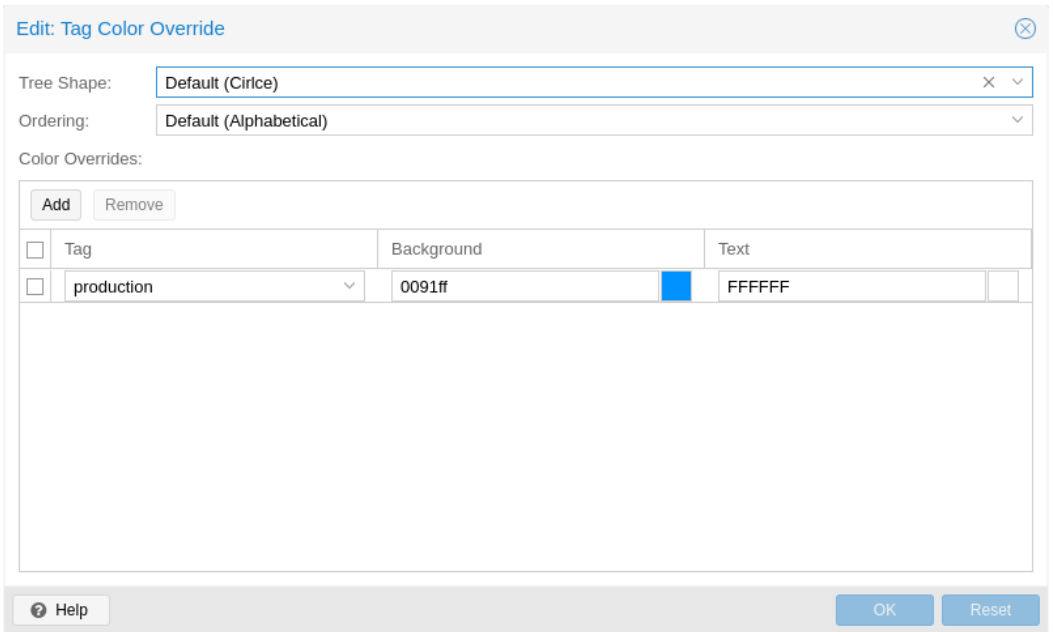 Edit: Tag Color Override
Tree Shape: Default (Cirlce)
Ordering: Default (Alphabetical)
Color Overrides:
Add Remove
Tag Background Text
production 0091ff FFFFFF
Help OK Reset